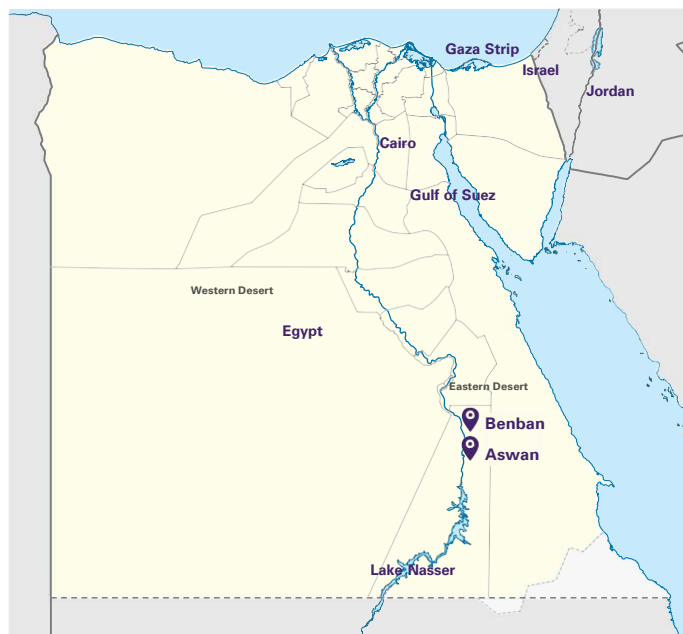 Gaza Strip
Israel
Jordan
Cairo
Gulf of Suez
Western Desert
Egypt
Eastern Desert
Benban
Aswan
Lake Nasser